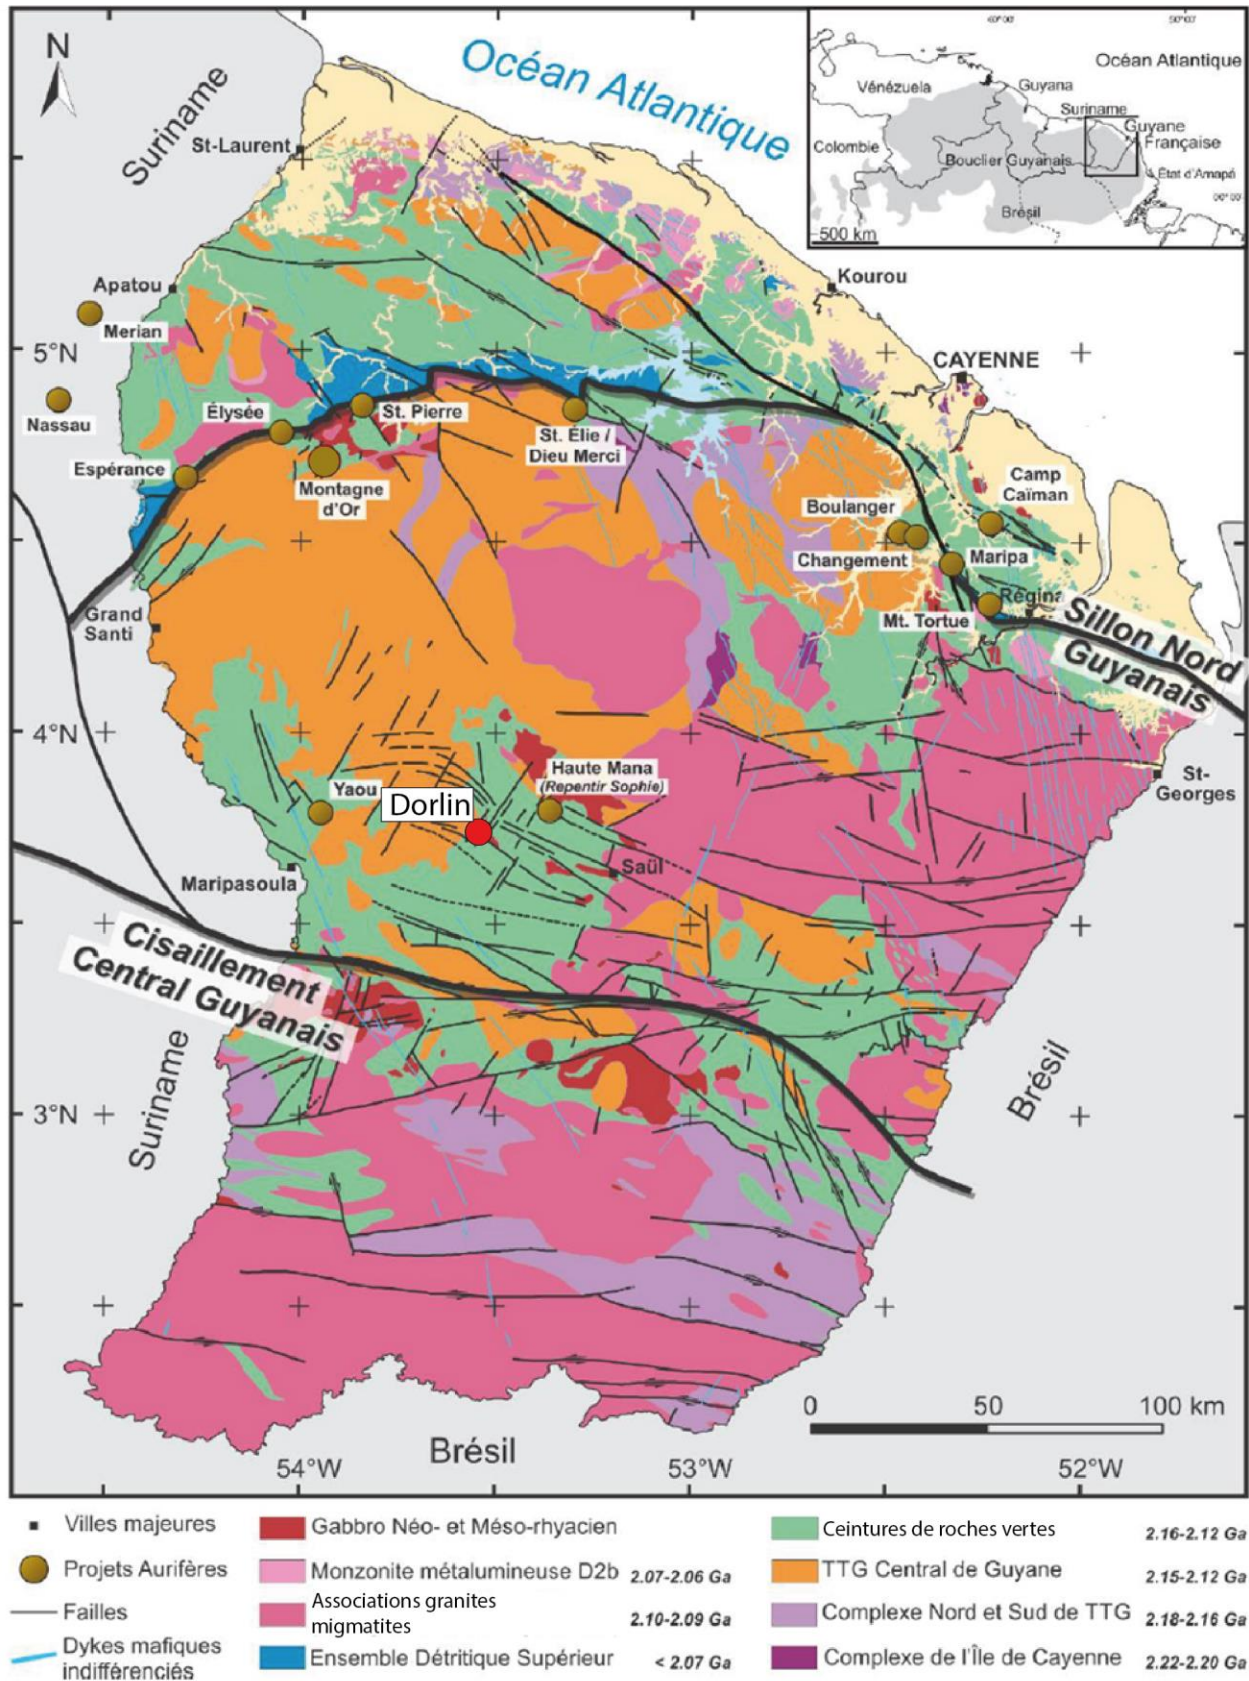 N
Océan Atlantique
Suriname
St-Laurent
60°00'
50°00'
Océan Atlantique
Vénézuela
Guyana
Suriname
Guyane
Française
Colombie
Bouclier Guyanais
État d'Amapá
00°00'
Brésil
500 km
Apatou
Merian
Kourou
5°N
CAYENNE
Nassau
Élysée
St. Pierre
St. Élie /
Dieu Merci
Espérance
Montagne
d'Or
Camp
Caïman
Boulanger
Changement
Maripa
Régina
Mt. Tortue
Grand
Santi
Sillon Nord
Guyanais
4°N
Haute Mana
(Repentir Sophie)
Yaou
Dorlin
St-
Georges
Saül
Maripasoula
Cisaillement
Central Guyanais
Suriname
Brésil
3°N
0 50 100 km
Brésil
54°W
53°W
52°W
Villes majeures
Projets Aurifères
Failles
Dykes mafiques
indifférenciés
Gabbro Néo- et Méso-rhyacien
Monzonite métalumineuse D2b 2.07-2.06 Ga
Associations granites
migmatites 2.10-2.09 Ga
Ensemble Détritique Supérieur < 2.07 Ga
Ceintures de roches vertes 2.16-2.12 Ga
TTG Central de Guyane 2.15-2.12 Ga
Complexe Nord et Sud de TTG 2.18-2.16 Ga
Complexe de l'Île de Cayenne 2.22-2.20 Ga